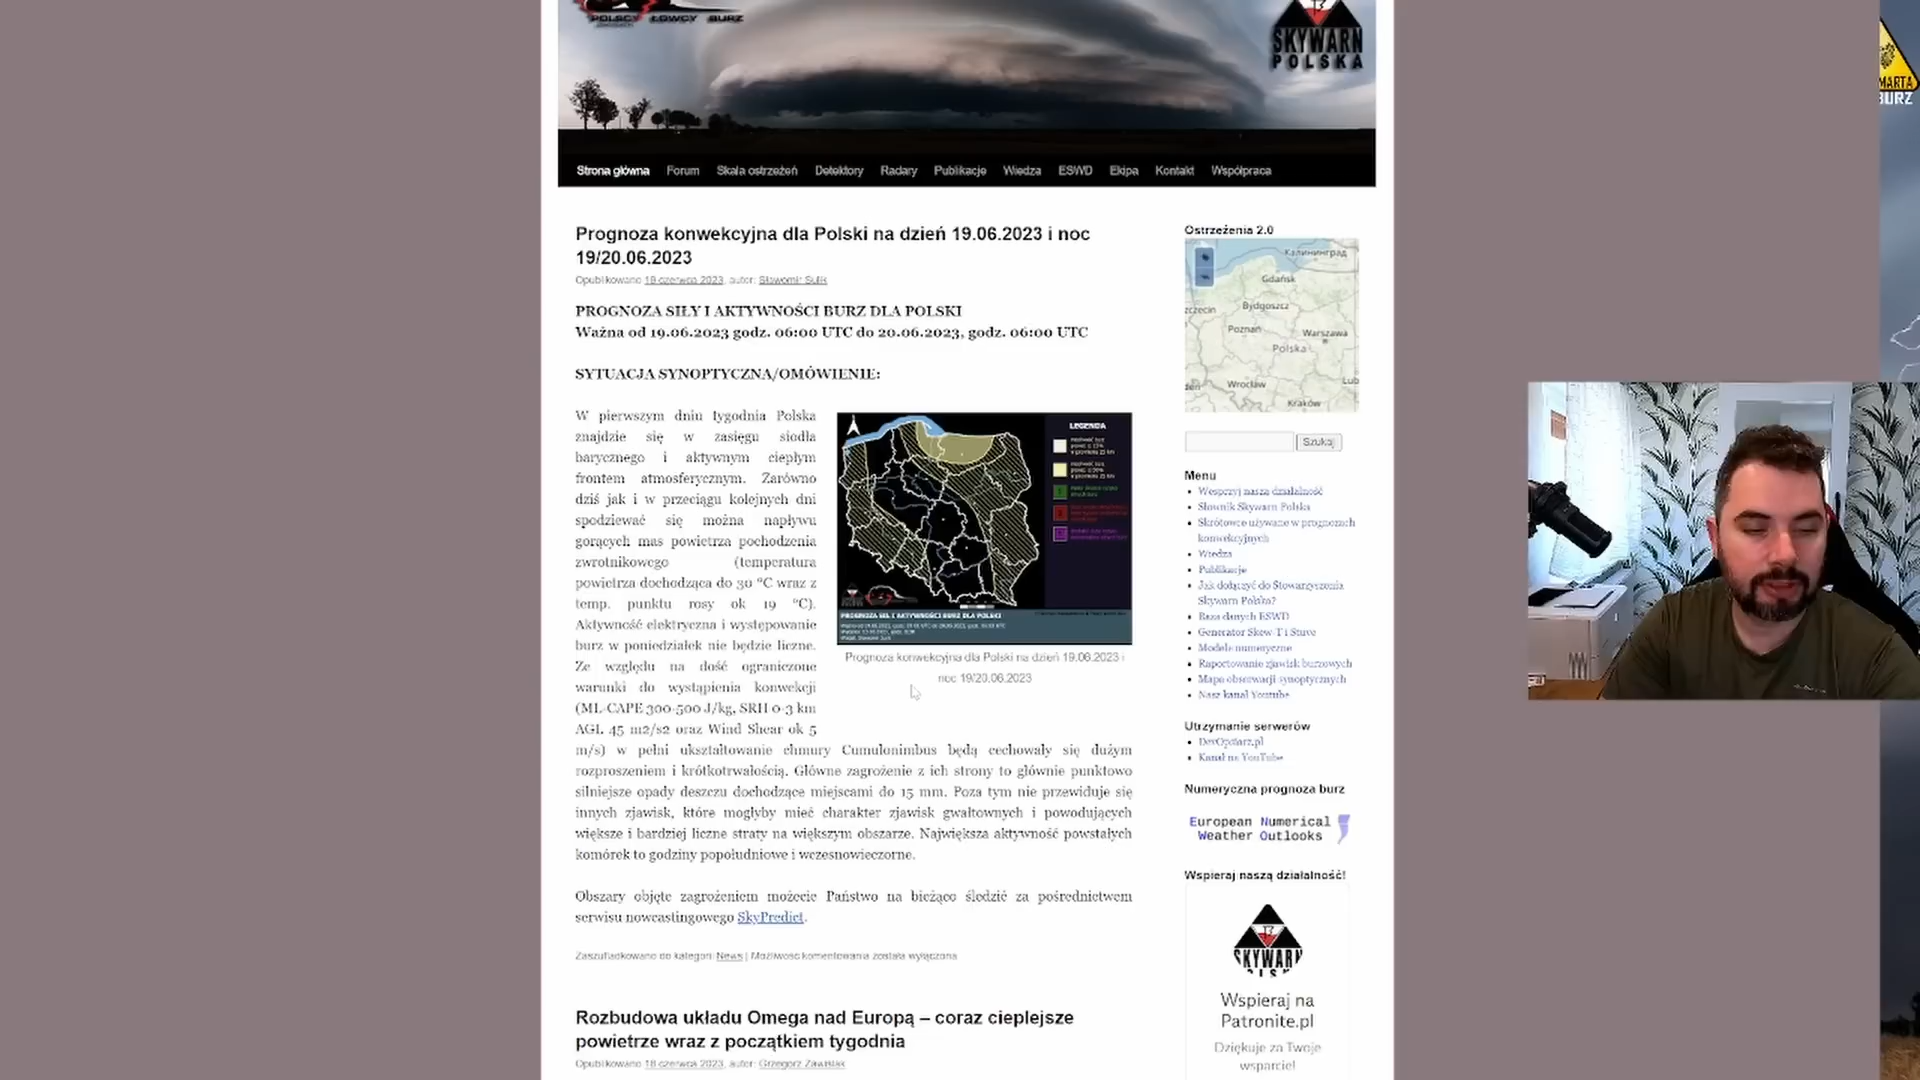 POLSCY ŁOWCY BURZ
SKYWARN
POLSKA
MARTA
BURZ
Strona główna Forum Skala ostrzeżeń Detektory Radary Publikacje Wiedza ESWD Ekipa Kontakt Współpraca
Prognoza konwekcyjna dla Polski na dzień 19.06.2023 i noc
19/20.06.2023
Opublikowano 19 czerwca 2023, autor: Sławomir Sulik
PROGNOZA SIŁY I AKTYWNOŚCI BURZ DLA POLSKI
Ważna od 19.06.2023 godz. 06:00 UTC do 20.06.2023, godz. 06:00 UTC
SYTUACJA SYNOPTYCZNA/OMÓWIENIE:
W pierwszym dniu tygodnia Polska
znajdzie się w zasięgu siodła
barycznego i aktywnym ciepłym
frontem atmosferycznym. Zarówno
dziś jak i w przeciągu kolejnych dni
spodziewać się można napływu
gorących mas powietrza pochodzenia
zwrotnikowego (temperatura
powietrza dochodząca do 30 °C wraz z
temp. punktu rosy ok 19 °C).
Aktywność elektryczna i występowanie
burz w poniedziałek nie będzie liczne.
Ze względu na dość ograniczone
warunki do wystąpienia konwekcji
(ML-CAPE 300-500 J/kg, SRH 0-3 km
AGL 45 m2/s2 oraz Wind Shear ok 5
m/s) w pełni ukształtowanie chmury Cumulonimbus będą cechowały się dużym
rozproszeniem i krótkotrwałością. Główne zagrożenie z ich strony to głównie punktowo
silniejsze opady deszczu dochodzące miejscami do 15 mm. Poza tym nie przewiduje się
innych zjawisk, które mogłyby mieć charakter zjawisk gwałtownych i powodujących
większe i bardziej liczne straty na większym obszarze. Największa aktywność powstałych
komórek to godziny popołudniowe i wczesnowieczorne.
LEGENDA
PROGNOZA SIŁY I AKTYWNOŚCI BURZ DLA POLSKI
Prognoza konwekcyjna dla Polski na dzień 19.06.2023 i
noc 19/20.06.2023
Obszary objęte zagrożeniem możecie Państwo na bieżąco śledzić za pośrednictwem
serwisu nowcastingowego SkyPredict.
Zaszufladkowano do kategorii News | Możliwość komentowania została wyłączona
Rozbudowa układu Omega nad Europą – coraz cieplejsze
powietrze wraz z początkiem tygodnia
Opublikowano 18 czerwca 2023, autor: Grzegorz Zawiślak
Ostrzeżenia 2.0
Калининград
Gdańsk
Bydgoszcz
zczecin
Poznań
Warszawa
Polska
Wrocław
Lub
Kraków
Szukaj
Menu
Wesprzyj naszą działalność
Słownik Skywarn Polska
Skrótowce używane w prognozach
konwekcyjnych
Wiedza
Publikacje
Jak dołączyć do Stowarzyszenia
Skywarn Polska?
Baza danych ESWD
Generator Skew-T i Stuve
Modele numeryczne
Raportowanie zjawisk burzowych
Mapa obserwacji synoptycznych
Nasz kanał Youtube
Utrzymanie serwerów
DevOpsiarz.pl
Kanał na YouTube
Numeryczna prognoza burz
European Numerical
Weather Outlooks
Wspieraj naszą działalność!
SKYWARN
Wspieraj na
Patronite.pl
Dziękuję za Twoje
wsparcie!